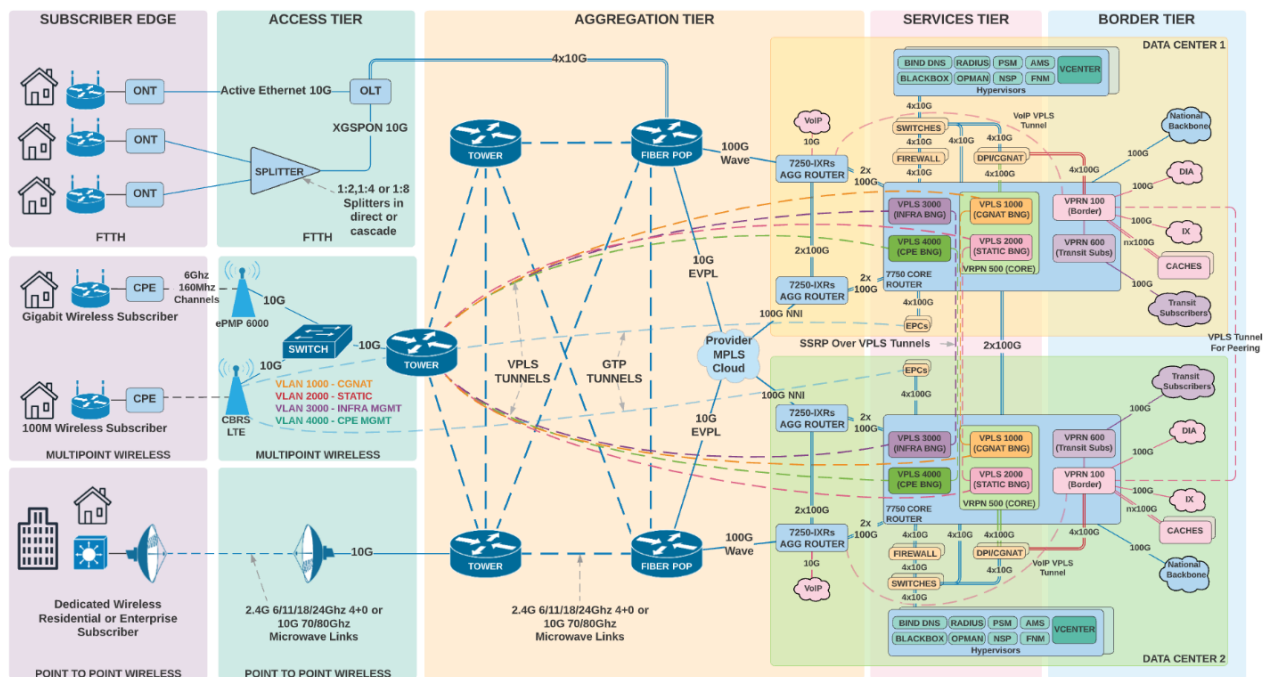 SUBSCRIBER EDGE
ACCESS TIER
AGGREGATION TIER
SERVICES TIER
BORDER TIER
ONT
Active Ethernet 10G
OLT
4x10G
ONT
XGSPON 10G
ONT
SPLITTER
1:2,1:4 or 1:8
Splitters in
direct or
cascade
FTTH
FTTH
6Ghz
160Mhz
Channels
CPE
10G
Gigabit Wireless Subscriber
ePMP 6000
SWITCH
10G
10G
CPE
100M Wireless Subscriber
CBRS
LTE
VLAN 1000 - CGNAT
VLAN 2000 - STATIC
VLAN 3000 - INFRA MGMT
VLAN 4000 - CPE MGMT
MULTIPOINT WIRELESS
MULTIPOINT WIRELESS
10G
Dedicated Wireless
Residential or Enterprise
Subscriber
2.4G 6/11/18/24Ghz 4+0 or
10G 70/80Ghz
Microwave Links
POINT TO POINT WIRELESS
POINT TO POINT WIRELESS
TOWER
FIBER POP
100G
Wave
TOWER
VPLS
TUNNELS
GTP
TUNNELS
10G
EVPL
Provider
MPLS
Cloud
100G NNI
100G NNI
10G
EVPL
TOWER
FIBER POP
100G
Wave
2.4G 6/11/18/24Ghz 4+0 or
10G 70/80Ghz
Microwave Links
DATA CENTER 1
BIND DNS
RADIUS
PSM
AMS
VCENTER
BLACKBOX
OPMAN
NSP
FNM
Hypervisors
4x10G
VoIP
10G
SWITCHES
4x10G
4x10G
4x10G
VoIP VPLS
Tunnel
National
Backbone
FIREWALL
DPI/CGNAT
7250-IXRs
AGG ROUTER
2x
100G
4x10G
4x10G
4x100G
100G
DIA
100G
VPLS 3000
(INFRA BNG)
VPLS 1000
(CGNAT BNG)
VPRN 100
(Border)
100G
IX
VPLS 4000
(CPE BNG)
VPLS 2000
(STATIC BNG)
VPRN 600
(Transit Subs)
nx100G
CACHES
2x100G
VRPN 500 (CORE)
7250-IXRs
AGG ROUTER
2x
100G
7750 CORE
ROUTER
4x10G
100G
Transit
Subscribers
EPCs
SSRP Over VPLS Tunnels
2x100G
VPLS Tunnel
For Peering
EPCs
4x100G
Transit
Subscribers
7250-IXRs
AGG ROUTER
2x
100G
100G
DIA
VPLS 3000
(INFRA BNG)
VPLS 1000
(CGNAT BNG)
VPRN 600
(Transit Subs)
100G
VPLS 4000
(CPE BNG)
VPLS 2000
(STATIC BNG)
VPRN 100
(Border)
100G
IX
nx100G
VRPN 500 (CORE)
2x100G
CACHES
7250-IXRs
AGG ROUTER
2x
100G
7750 CORE
ROUTER
4x10G
4x10G
4x100G
4x100G
100G
10G
FIREWALL
DPI/CGNAT
VoIP VPLS
Tunnel
National
Backbone
VoIP
4x10G
SWITCHES
4x10G
4x10G
BIND DNS
RADIUS
PSM
AMS
VCENTER
BLACKBOX
OPMAN
NSP
FNM
Hypervisors
DATA CENTER 2